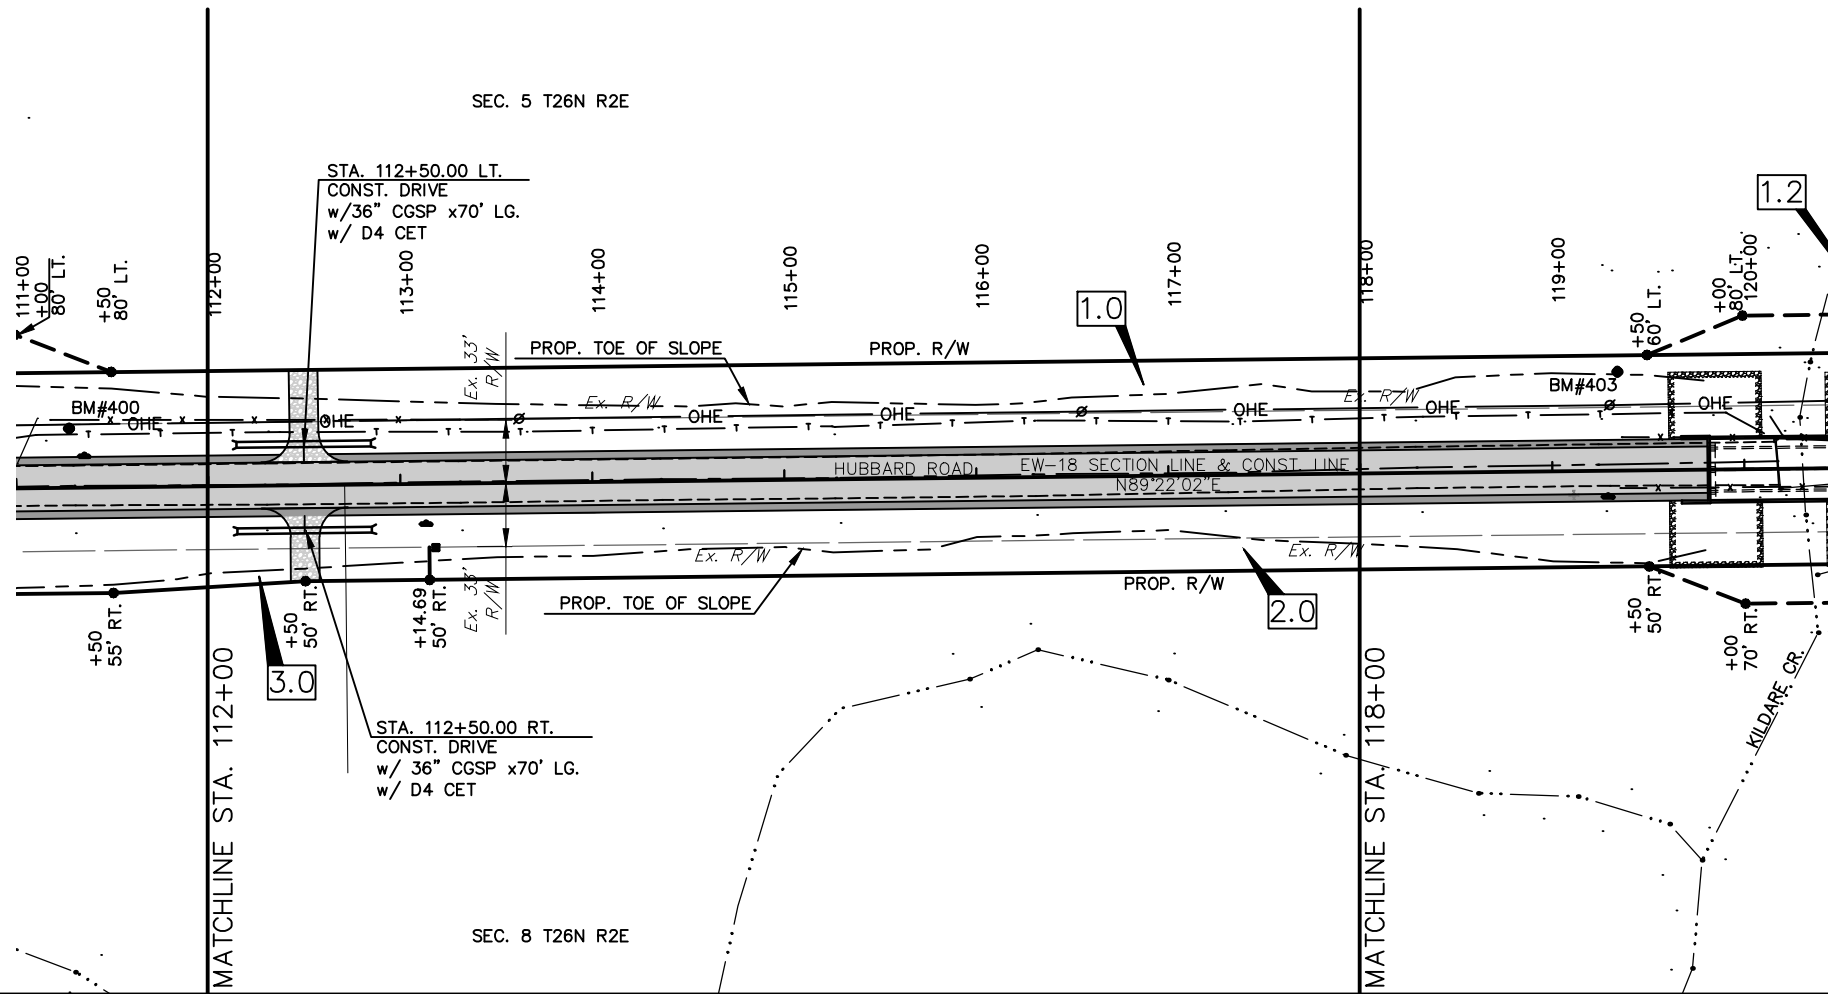 SEC. 5 T26N R2E
STA. 112+50.00 LT.
CONST. DRIVE
w/36" CGSP x70' LG.
w/ D4 CET
1.2
111+00
+00
80' LT.
+50
80' LT.
112+00
113+00
114+00
115+00
116+00
117+00
118+00
119+00
+50
60' LT.
+00
80' LT.
120+00
1.0
Ex. 33'
R/W
PROP. TOE OF SLOPE
PROP. R/W
BM#400
OHE
OHE
Ex. R/W
OHE
OHE
OHE
Ex. R/W
OHE
BM#403
OHE
HUBBARD ROAD
EW-18 SECTION LINE & CONST. LINE
N89°22'02"E
Ex. R/W
Ex. R/W
PROP. R/W
PROP. TOE OF SLOPE
2.0
Ex. 33'
R/W
+50
55' RT.
+50
50' RT.
+14.69
50' RT.
+50
50' RT.
+00
70' RT.
3.0
KILDARE CR.
STA. 112+50.00 RT.
CONST. DRIVE
w/ 36" CGSP x70' LG.
w/ D4 CET
MATCHLINE STA. 112+00
MATCHLINE STA. 118+00
SEC. 8 T26N R2E